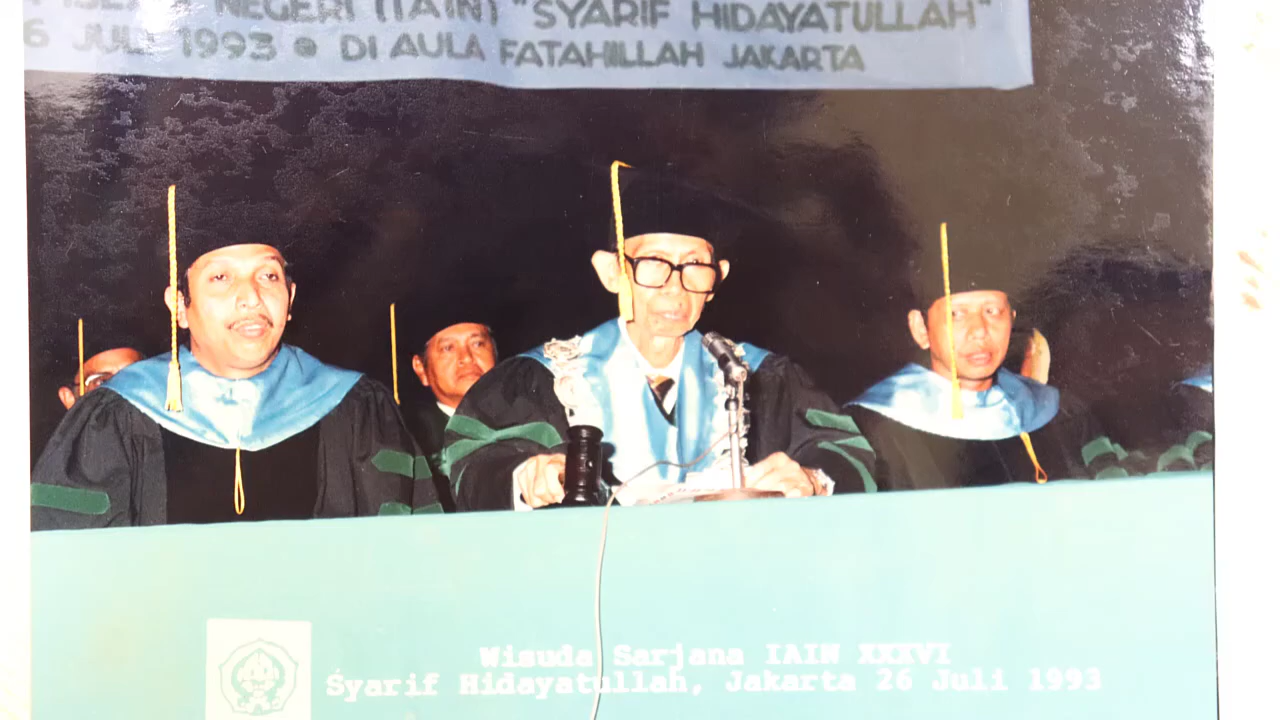 NEGERI (IAIN) "SYARIF HIDAYATULLAH"
6 JULI 1993 • DI AULA FATAHILLAH JAKARTA
Wisuda Sarjana IAIN XXXVI
Syarif Hidayatullah, Jakarta 26 Juli 1993